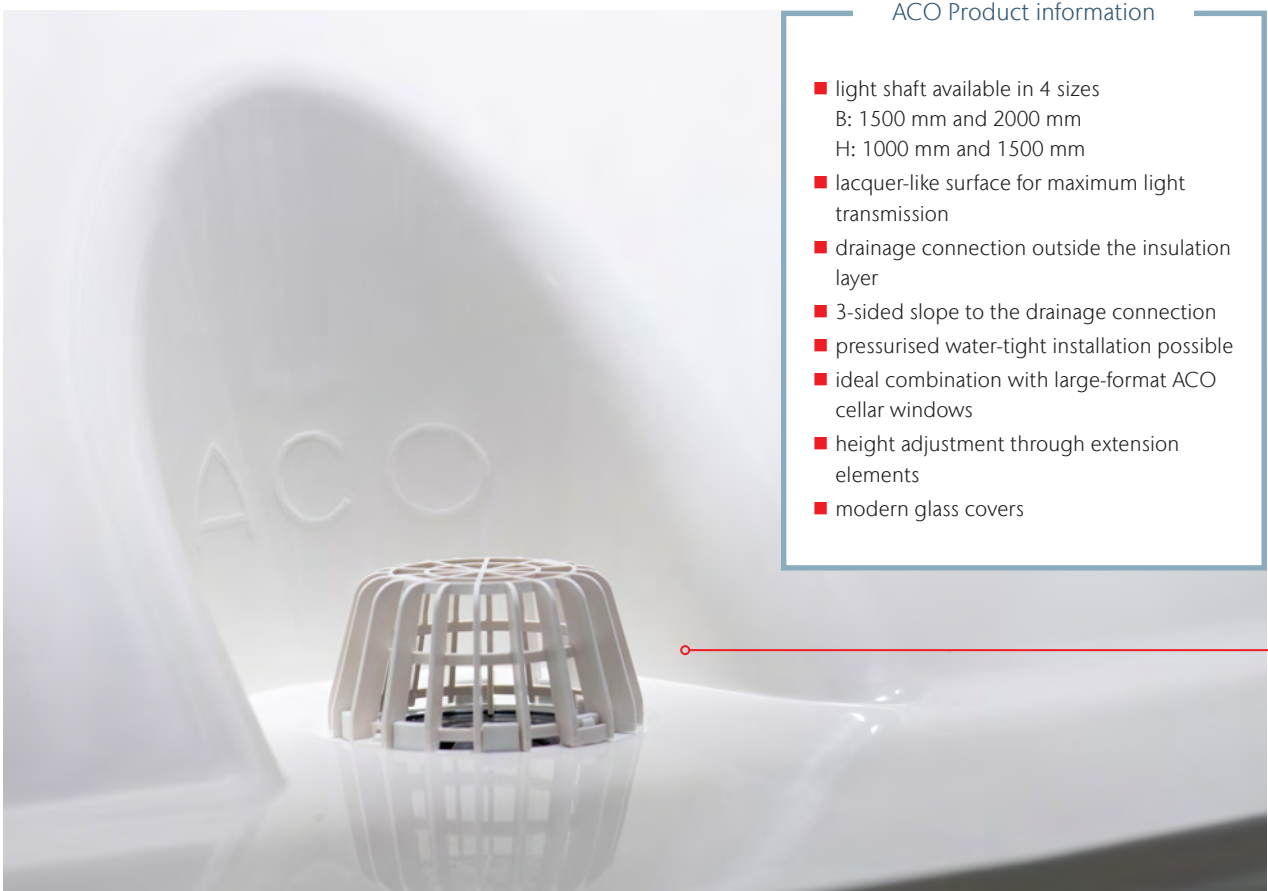 ACO Product information
■ light shaft available in 4 sizes
B: 1500 mm and 2000 mm
H: 1000 mm and 1500 mm
■ lacquer-like surface for maximum light
transmission
■ drainage connection outside the insulation
layer
■ 3-sided slope to the drainage connection
■ pressurised water-tight installation possible
■ ideal combination with large-format ACO
cellar windows
■ height adjustment through extension
elements
■ modern glass covers
ACO